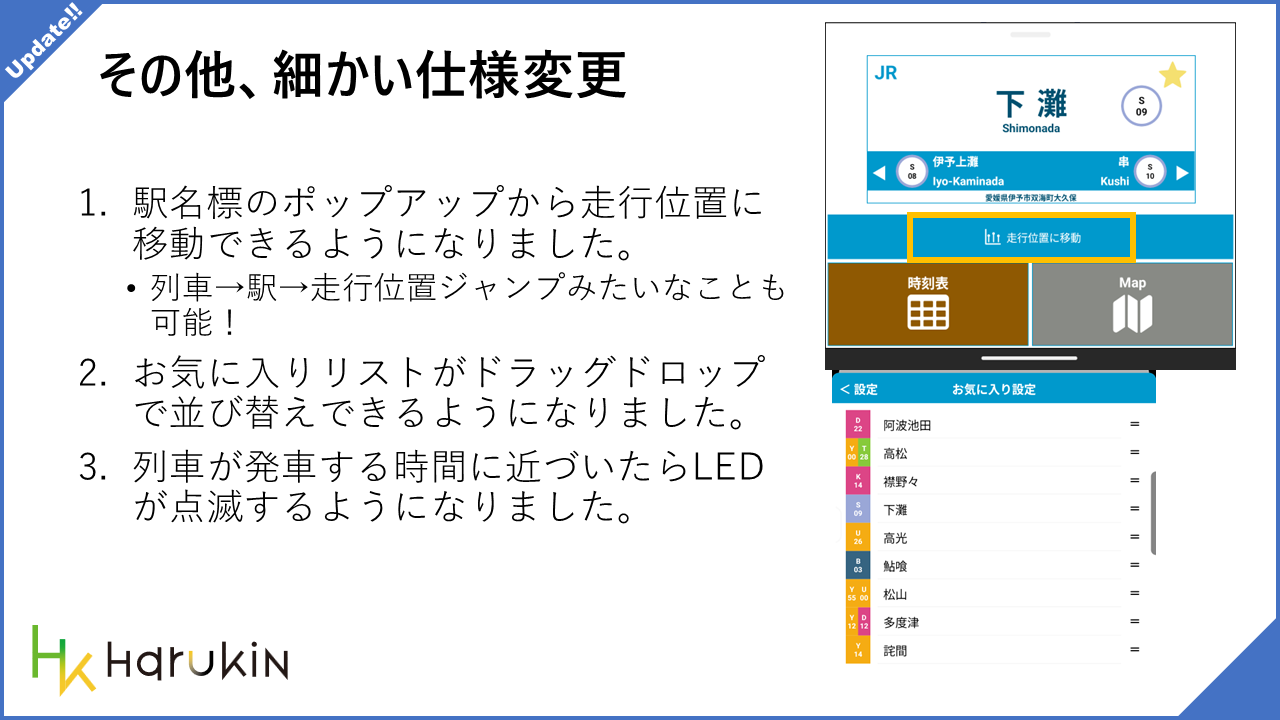 Update!!
その他、細かい仕様変更
1. 駅名標のポップアップから走行位置に
移動できるようになりました。
• 列車→駅→走行位置ジャンプみたいなことも
可能！
2. お気に入りリストがドラッグドロップ
で並び替えできるようになりました。
3. 列車が発車する時間に近づいたらLED
が点滅するようになりました。
HK HarukiN
JR
下灘
Shimonada
S
09
S
08
伊予上灘
Iyo-Kaminada
串
Kushi
S
10
愛媛県伊予市双海町大久保
走行位置に移動
時刻表
Map
＜設定
お気に入り設定
D
22
阿波池田
Y T
00 28
高松
K
14
襟野々
S
09
下灘
U
26
高光
B
03
鮎喰
Y U
55 00
松山
Y D
12 12
多度津
Y
14
詫間